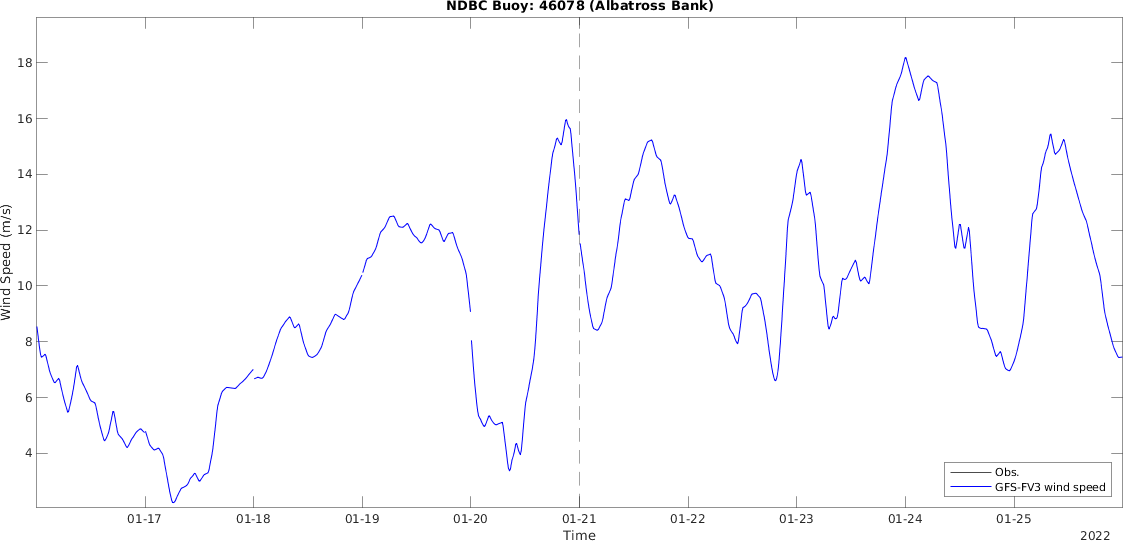 NDBC Buoy: 46078 (Albatross Bank)
18
16
14
12
10
8
6
4
Wind Speed (m/s)
01-17 01-18 01-19 01-20 01-21 01-22 01-23 01-24 01-25
Time
2022
Obs.
GFS-FV3 wind speed